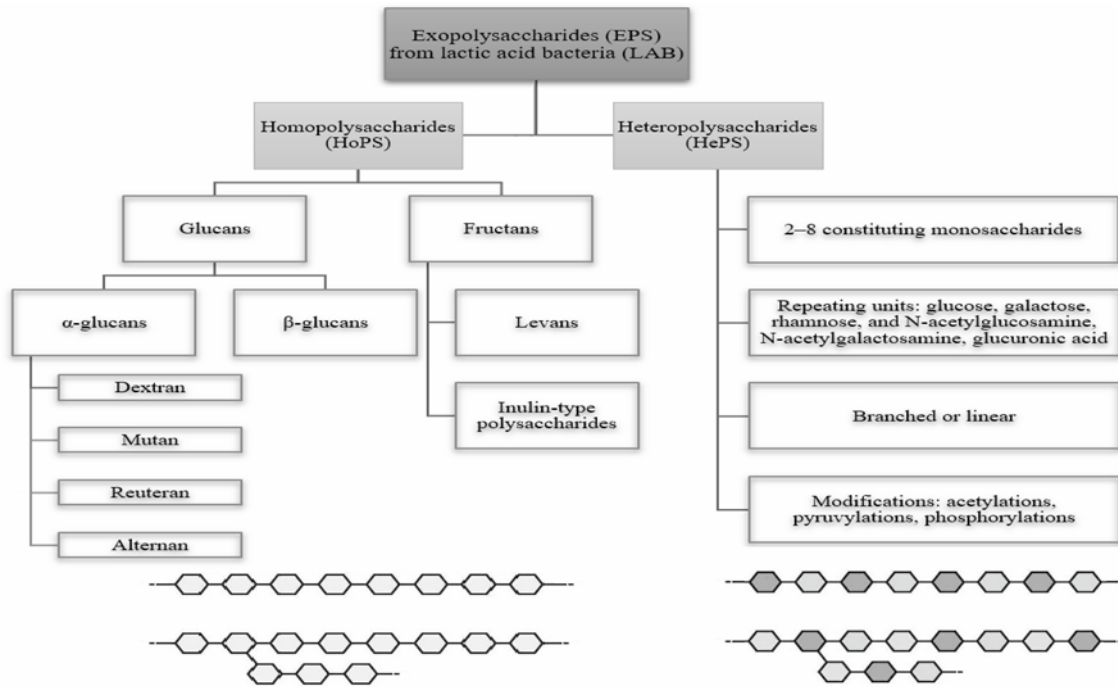 Exopolysaccharides (EPS)
from lactic acid bacteria (LAB)
Homopolysaccharides
(HoPS)
Heteropolysaccharides
(HePS)
Glucans
Fructans
2–8 constituting monosaccharides
α-glucans
β-glucans
Levans
Repeating units: glucose, galactose,
rhamnose, and N-acetylglucosamine,
N-acetylgalactosamine, glucuronic acid
Dextran
Mutan
Reuteran
Alternan
Inulin-type
polysaccharides
Branched or linear
Modifications: acetylations,
pyruvylations, phosphorylations